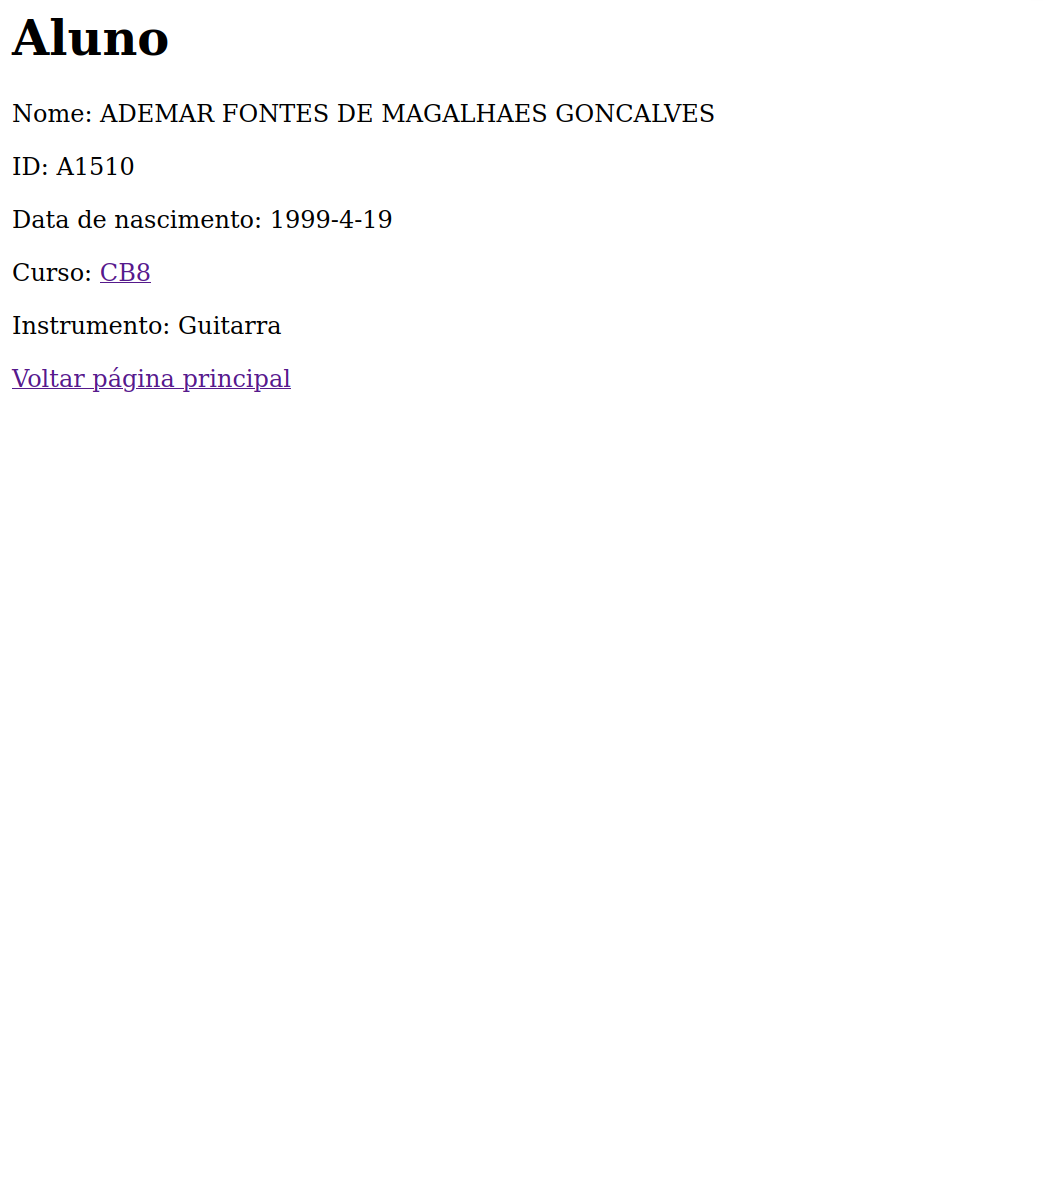 Aluno
Nome: ADEMAR FONTES DE MAGALHAES GONCALVES
ID: A1510
Data de nascimento: 1999-4-19
Curso: CB8
Instrumento: Guitarra
Voltar página principal